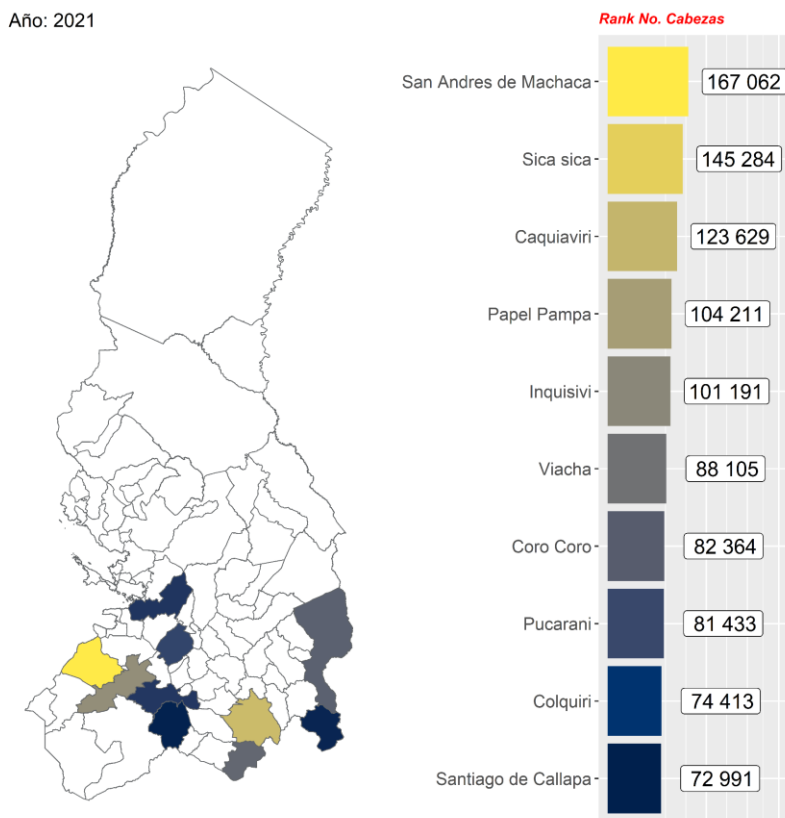 Año: 2021
Rank No. Cabezas
San Andres de Machaca 167 062
Sica sica 145 284
Caquiaviri 123 629
Papel Pampa 104 211
Inquisivi 101 191
Viacha 88 105
Coro Coro 82 364
Pucarani 81 433
Colquiri 74 413
Santiago de Callapa 72 991